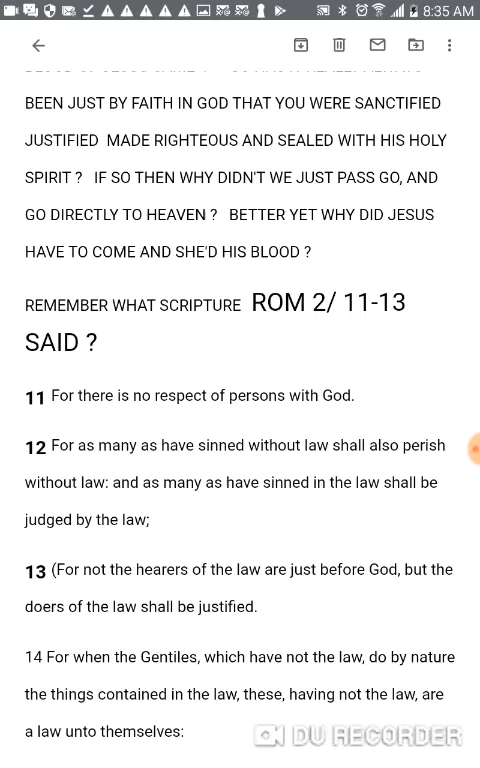 8:35 AM
BEEN JUST BY FAITH IN GOD THAT YOU WERE SANCTIFIED
JUSTIFIED MADE RIGHTEOUS AND SEALED WITH HIS HOLY
SPIRIT ? IF SO THEN WHY DIDN'T WE JUST PASS GO, AND
GO DIRECTLY TO HEAVEN ? BETTER YET WHY DID JESUS
HAVE TO COME AND SHE'D HIS BLOOD ?
REMEMBER WHAT SCRIPTURE ROM 2/ 11-13
SAID ?
11 For there is no respect of persons with God.
12 For as many as have sinned without law shall also perish
without law: and as many as have sinned in the law shall be
judged by the law;
13 (For not the hearers of the law are just before God, but the
doers of the law shall be justified.
14 For when the Gentiles, which have not the law, do by nature
the things contained in the law, these, having not the law, are
a law unto themselves:
DU RECORDER